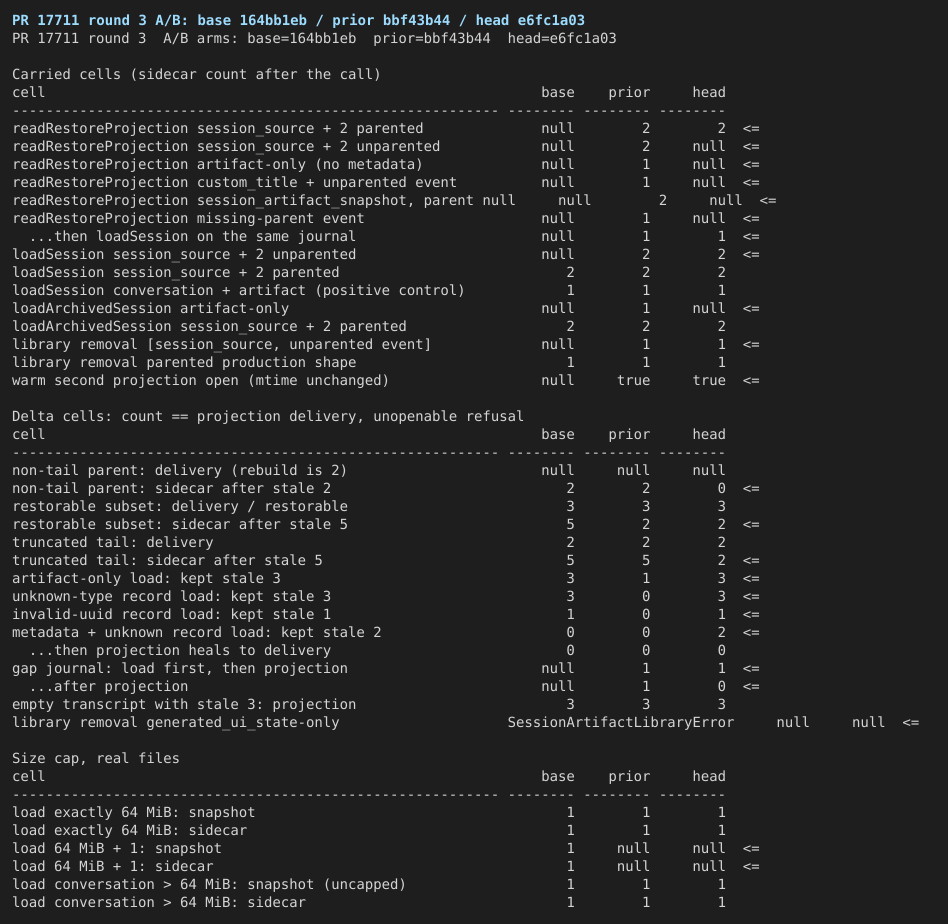 PR 17711 round 3 A/B: base 164bb1eb / prior bbf43b44 / head e6fc1a03
PR 17711 round 3  A/B arms: base=164bb1eb  prior=bbf43b44  head=e6fc1a03

Carried cells (sidecar count after the call)
cell                                                           base    prior     head
---------------------------------------------------------- -------- -------- --------
readRestoreProjection session_source + 2 parented              null        2        2  <=
readRestoreProjection session_source + 2 unparented            null        2     null  <=
readRestoreProjection artifact-only (no metadata)              null        1     null  <=
readRestoreProjection custom_title + unparented event          null        1     null  <=
readRestoreProjection session_artifact_snapshot, parent null     null        2     null  <=
readRestoreProjection missing-parent event                     null        1     null  <=
  ...then loadSession on the same journal                      null        1        1  <=
loadSession session_source + 2 unparented                      null        2        2  <=
loadSession session_source + 2 parented                           2        2        2
loadSession conversation + artifact (positive control)            1        1        1
loadArchivedSession artifact-only                              null        1     null  <=
loadArchivedSession session_source + 2 parented                   2        2        2
library removal [session_source, unparented event]             null        1        1  <=
library removal parented production shape                         1        1        1
warm second projection open (mtime unchanged)                  null     true     true  <=

Delta cells: count == projection delivery, unopenable refusal
cell                                                           base    prior     head
---------------------------------------------------------- -------- -------- --------
non-tail parent: delivery (rebuild is 2)                       null     null     null
non-tail parent: sidecar after stale 2                            2        2        0  <=
restorable subset: delivery / restorable                          3        3        3
restorable subset: sidecar after stale 5                          5        2        2  <=
truncated tail: delivery                                          2        2        2
truncated tail: sidecar after stale 5                             5        5        2  <=
artifact-only load: kept stale 3                                  3        1        3  <=
unknown-type record load: kept stale 3                            3        0        3  <=
invalid-uuid record load: kept stale 1                            1        0        1  <=
metadata + unknown record load: kept stale 2                      0        0        2  <=
  ...then projection heals to delivery                            0        0        0
gap journal: load first, then projection                       null        1        1  <=
  ...after projection                                          null        1        0  <=
empty transcript with stale 3: projection                         3        3        3
library removal generated_ui_state-only                    SessionArtifactLibraryError     null     null  <=

Size cap, real files
cell                                                           base    prior     head
---------------------------------------------------------- -------- -------- --------
load exactly 64 MiB: snapshot                                     1        1        1
load exactly 64 MiB: sidecar                                      1        1        1
load 64 MiB + 1: snapshot                                         1     null     null  <=
load 64 MiB + 1: sidecar                                          1     null     null  <=
load conversation > 64 MiB: snapshot (uncapped)                   1        1        1
load conversation > 64 MiB: sidecar                               1        1        1